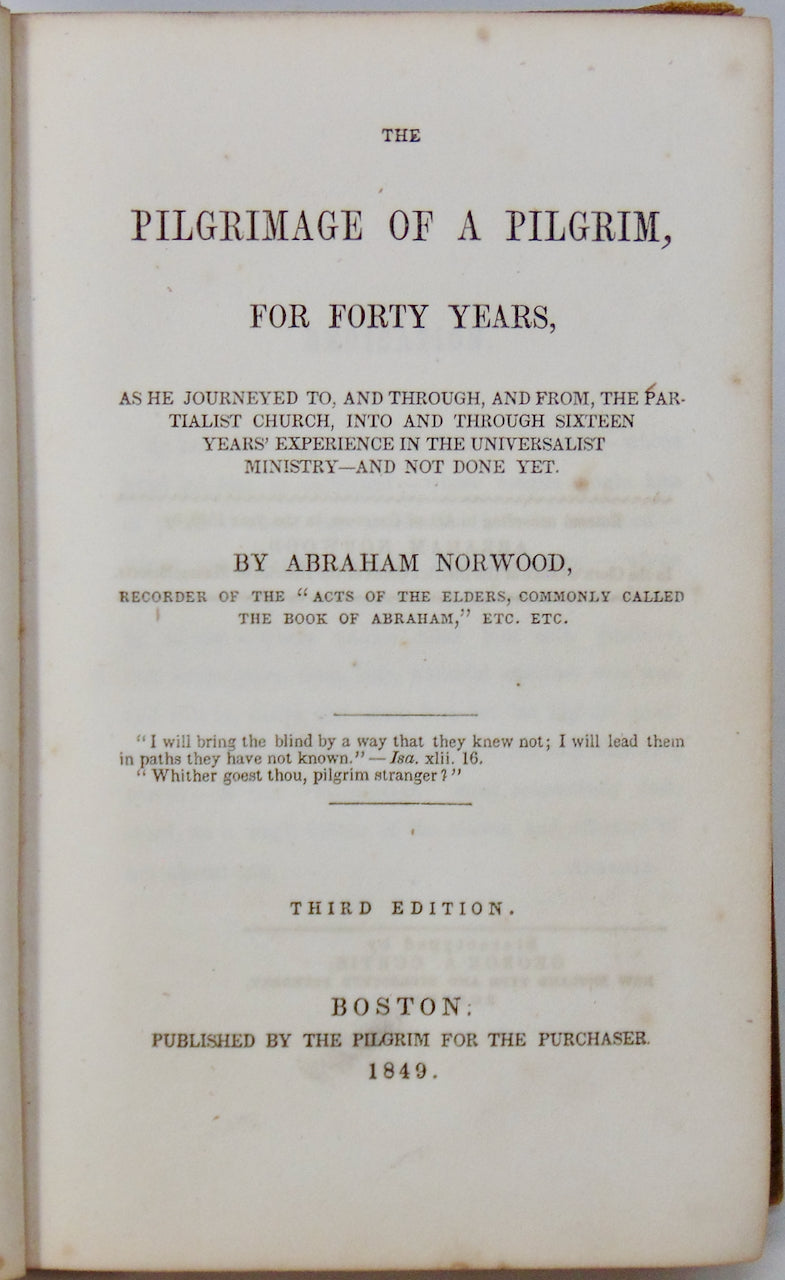 THE
PILGRIMAGE OF A PILGRIM,
FOR FORTY YEARS,
AS HE JOURNEYED TO, AND THROUGH, AND FROM, THE PAR-
TIALIST CHURCH, INTO AND THROUGH SIXTEEN
YEARS' EXPERIENCE IN THE UNIVERSALIST
MINISTRY—AND NOT DONE YET.
BY ABRAHAM NORWOOD,
RECORDER OF THE "ACTS OF THE ELDERS, COMMONLY CALLED
THE BOOK OF ABRAHAM," ETC. ETC.
"I will bring the blind by a way that they knew not; I will lead them
in paths they have not known."—Isa. xlii. 16.
"Whither goest thou, pilgrim stranger?"
THIRD EDITION.
BOSTON:
PUBLISHED BY THE PILGRIM FOR THE PURCHASER.
1849.